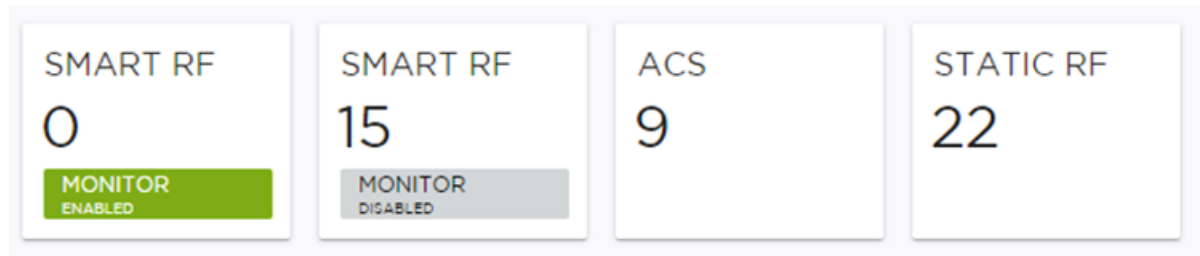 SMART RF
0
MONITOR
ENABLED
SMART RF
15
MONITOR
DISABLED
ACS
9
STATIC RF
22